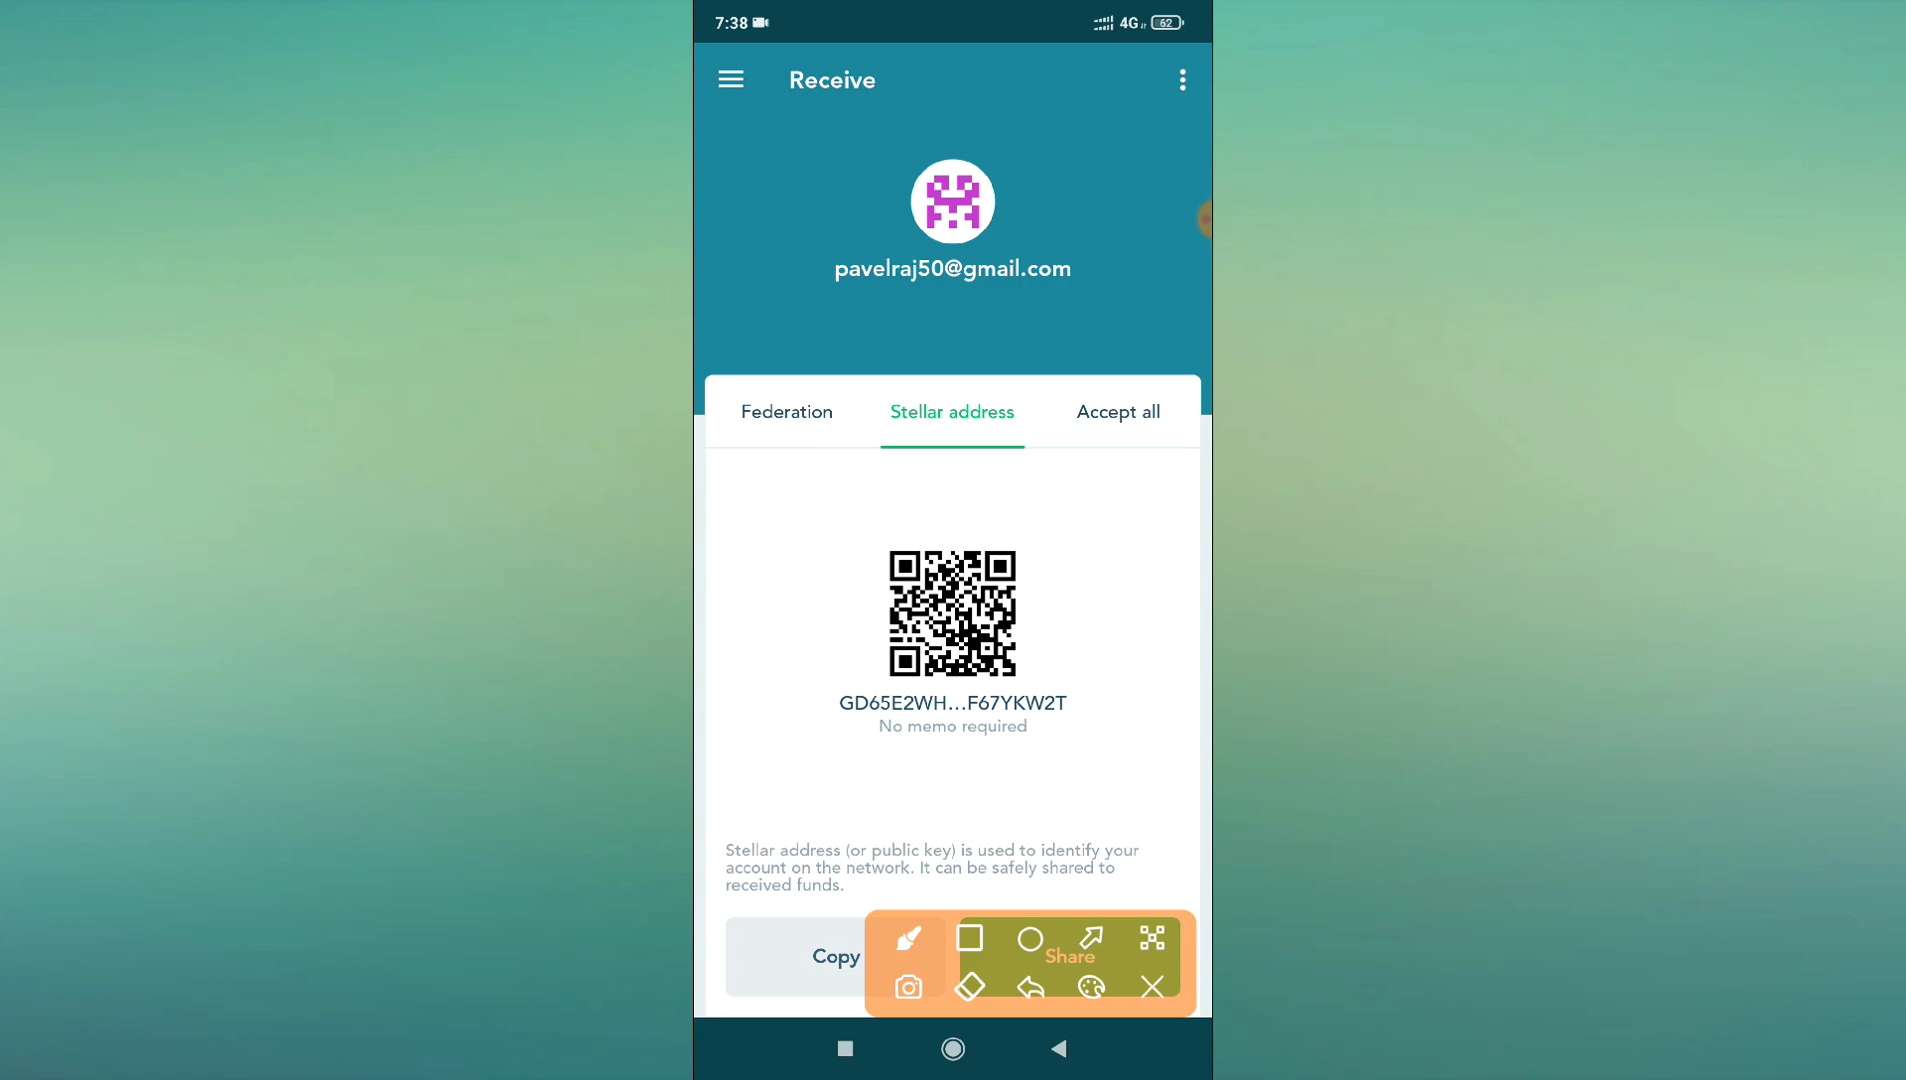 7:38
4G
62
Receive
pavelraj50@gmail.com
Federation
Stellar address
Accept all
GD65E2WH...F67YKW2T
No memo required
Stellar address (or public key) is used to identify your
account on the network. It can be safely shared to
received funds.
Copy
Share